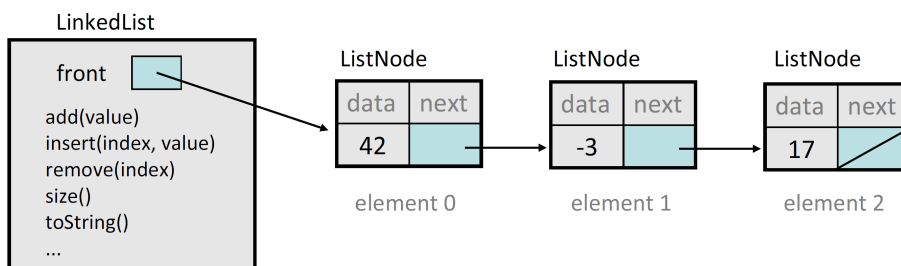 LinkedList
front
add(value)
insert(index, value)
remove(index)
size()
toString()
...
ListNode
data next
42
element 0
ListNode
data next
-3
element 1
ListNode
data next
17
element 2